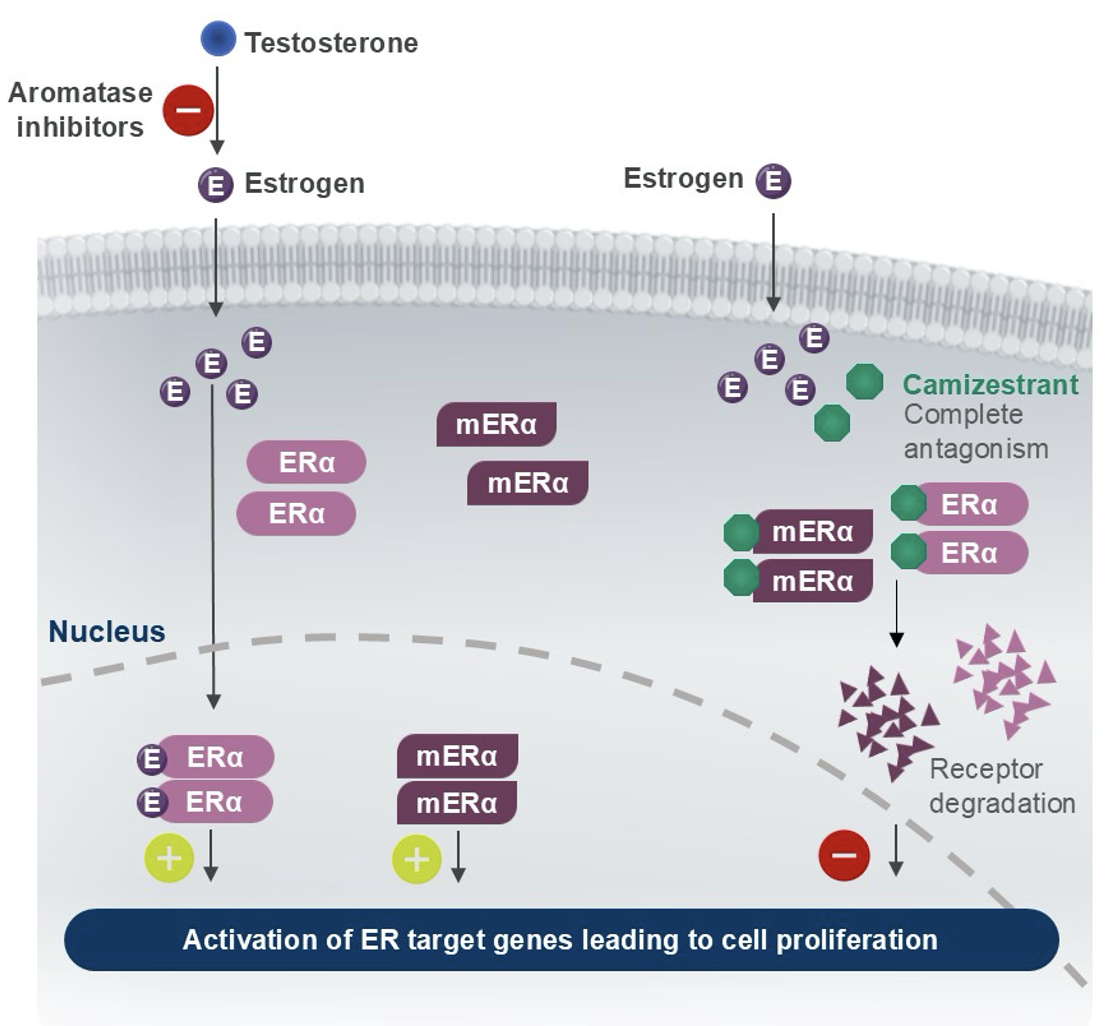 Testosterone
Aromatase
inhibitors
−
E Estrogen
Estrogen E
E
E
E
E
E
E
E
E
Camizestrant
Complete
antagonism
mERα
mERα
ERα
ERα
ERα
ERα
mERα
mERα
Nucleus
E ERα
E ERα
mERα
mERα
Receptor
degradation
+
+
−
Activation of ER target genes leading to cell proliferation